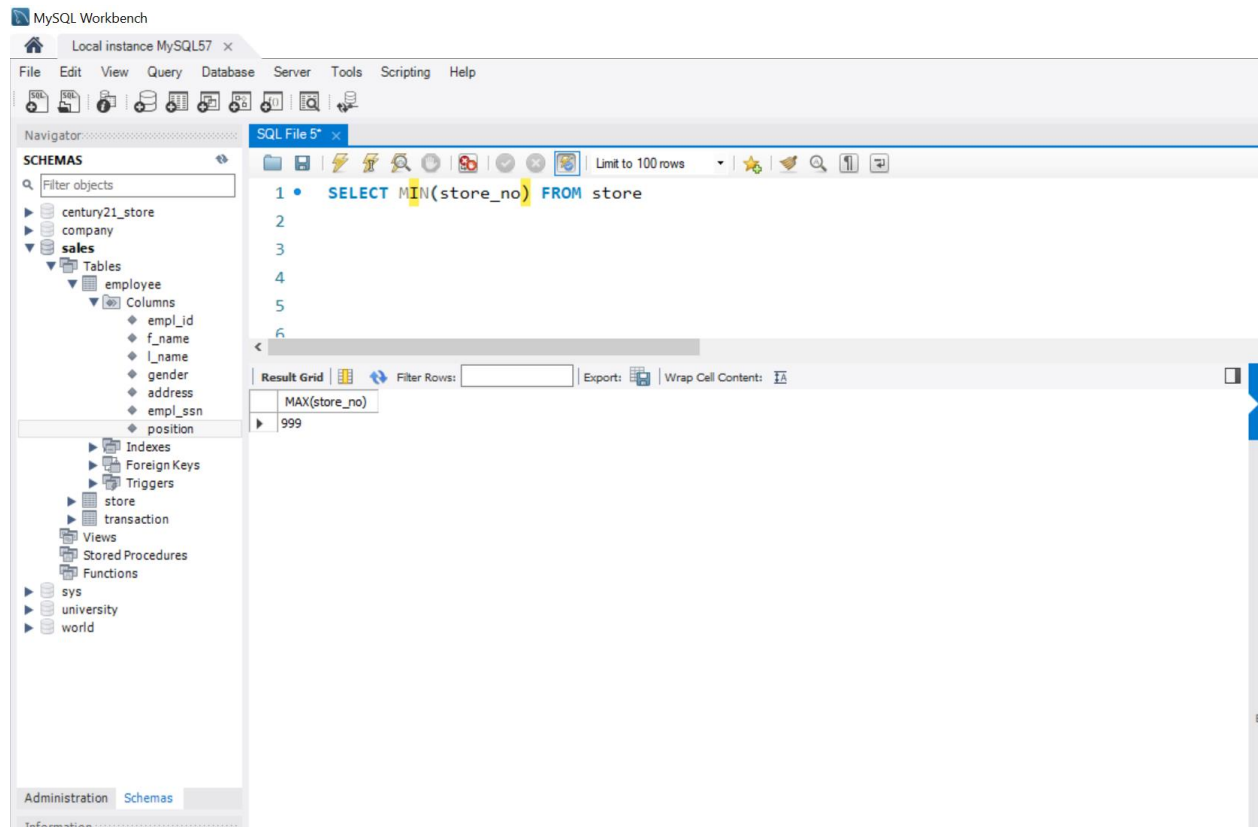 MySQL Workbench
Local instance MySQL57 ×
File Edit View Query Database Server Tools Scripting Help
Navigator
SCHEMAS
Filter objects
century21_store
company
sales
Tables
employee
Columns
empl_id
f_name
l_name
gender
address
empl_ssn
position
Indexes
Foreign Keys
Triggers
store
transaction
Views
Stored Procedures
Functions
sys
university
world
Administration Schemas
Information
SQL File 5* ×
Limit to 100 rows
1 SELECT MIN(store_no) FROM store
2
3
4
5
6
Result Grid Filter Rows: Export: Wrap Cell Content:
MAX(store_no)
999